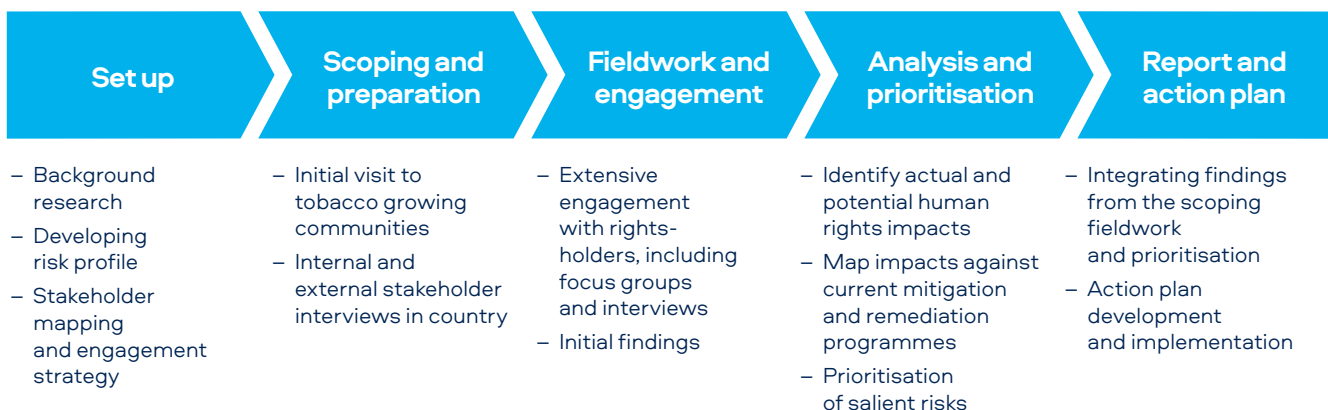 Set up
Scoping and
preparation
Fieldwork and
engagement
Analysis and
prioritisation
Report and
action plan
– Background
research
– Developing
risk profile
– Stakeholder
mapping
and engagement
strategy
– Initial visit to
tobacco growing
communities
– Internal and
external stakeholder
interviews in country
– Extensive
engagement
with rights-
holders, including
focus groups
and interviews
– Initial findings
– Identify actual and
potential human
rights impacts
– Map impacts against
current mitigation
and remediation
programmes
– Prioritisation
of salient risks
– Integrating findings
from the scoping
fieldwork
and prioritisation
– Action plan
development
and implementation